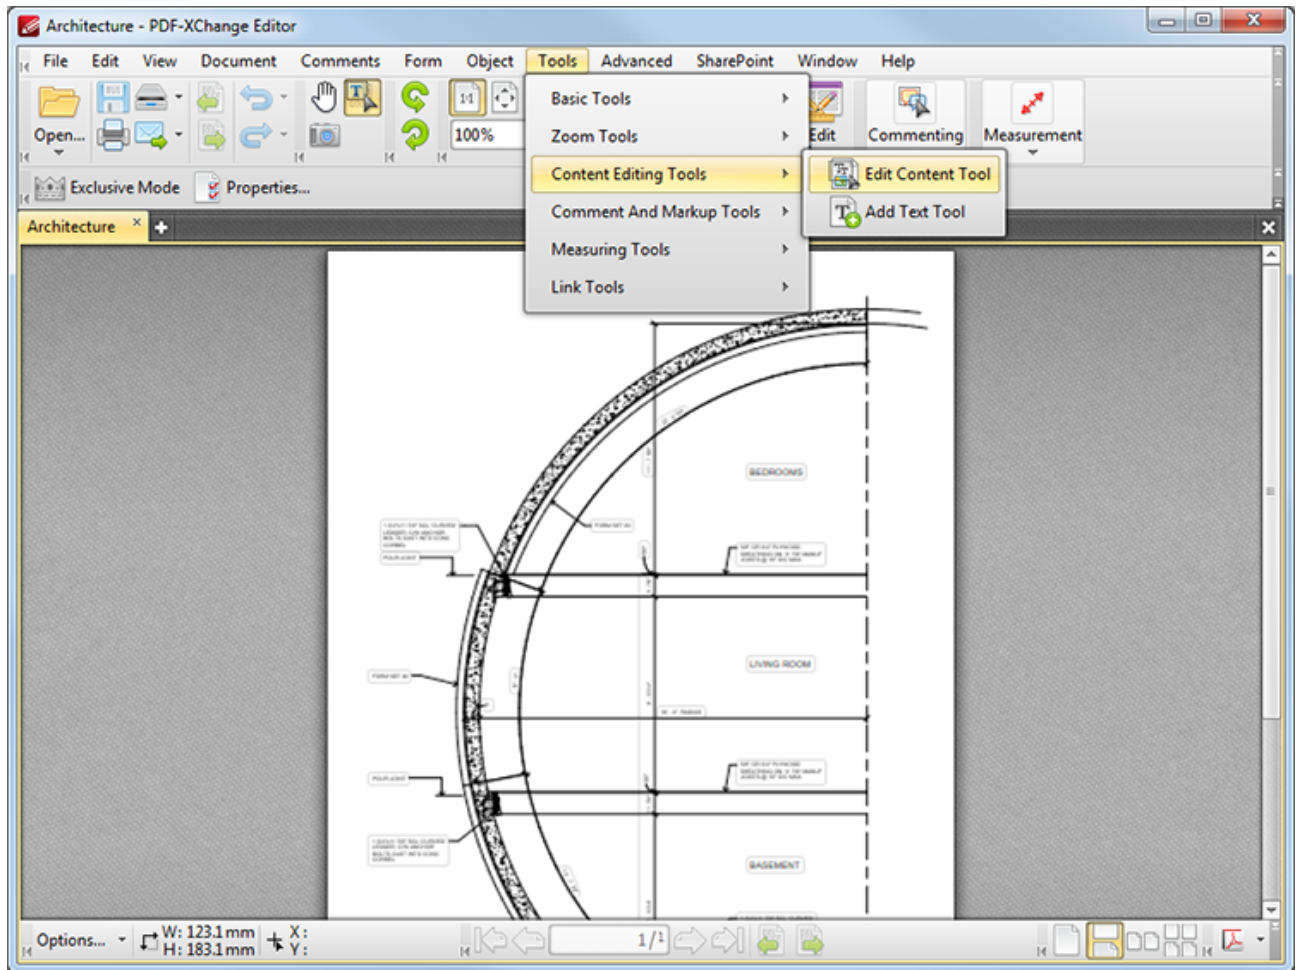 Architecture - PDF-XChange Editor
File Edit View Document Comments Form Object Tools Advanced SharePoint Window Help
Open...
1:1
100%
Edit
Commenting
Measurement
Basic Tools
Zoom Tools
Content Editing Tools
Comment And Markup Tools
Measuring Tools
Link Tools
Edit Content Tool
Add Text Tool
Exclusive Mode Properties...
Architecture
BEDROOMS
LIVING ROOM
BASEMENT
Options...
W: 123.1 mm
H: 183.1 mm
X:
Y:
1/1